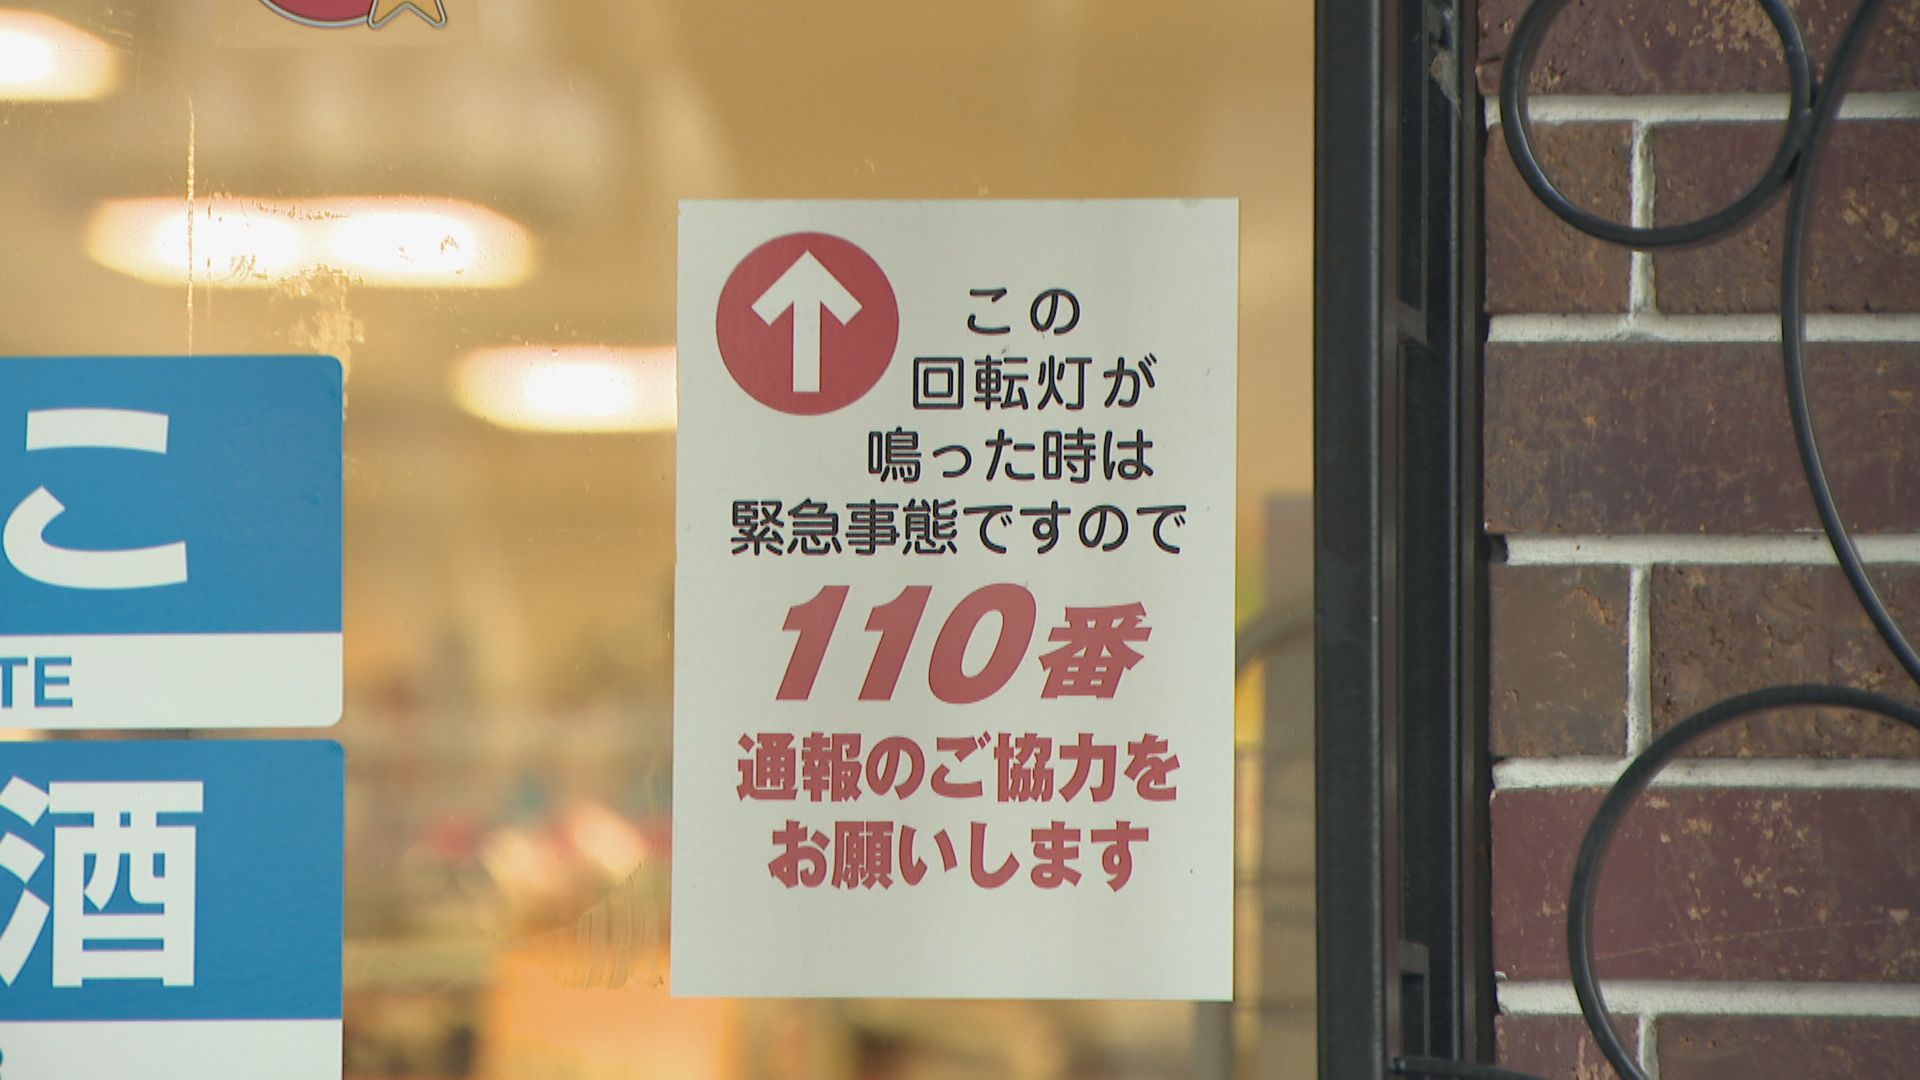 この
回転灯が
鳴った時は
緊急事態ですので
110番
通報のご協力を
お願いします
こ
TE
酒